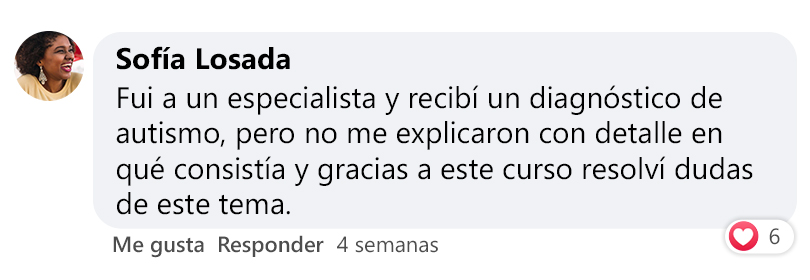 Sofía Losada
Fui a un especialista y recibí un diagnóstico de
autismo, pero no me explicaron con detalle en
qué consistía y gracias a este curso resolví dudas
de este tema.
Me gusta Responder 4 semanas
6